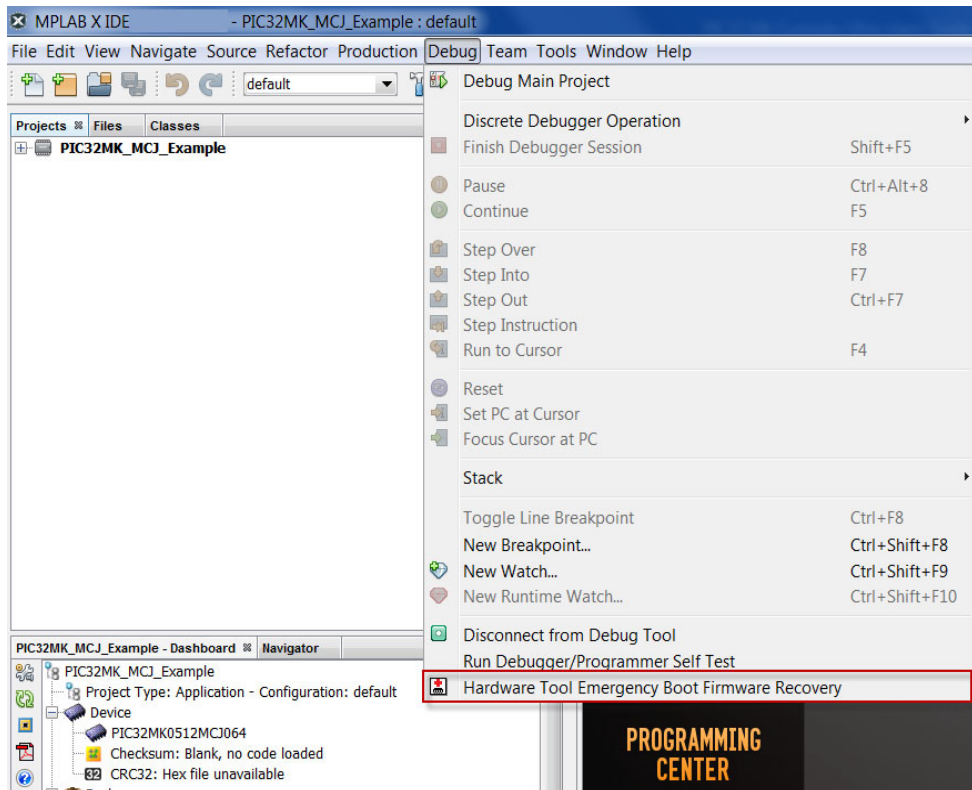 MPLAB X IDE - PIC32MK_MCJ_Example : default
File Edit View Navigate Source Refactor Production Debug Team Tools Window Help
default
Debug Main Project
Discrete Debugger Operation
Finish Debugger Session Shift+F5
Pause Ctrl+Alt+8
Continue F5
Step Over F8
Step Into F7
Step Out Ctrl+F7
Step Instruction
Run to Cursor F4
Reset
Set PC at Cursor
Focus Cursor at PC
Stack
Toggle Line Breakpoint Ctrl+F8
New Breakpoint... Ctrl+Shift+F8
New Watch... Ctrl+Shift+F9
New Runtime Watch... Ctrl+Shift+F10
Disconnect from Debug Tool
Run Debugger/Programmer Self Test
Hardware Tool Emergency Boot Firmware Recovery
Projects Files Classes
PIC32MK_MCJ_Example
PIC32MK_MCJ_Example - Dashboard Navigator
PIC32MK_MCJ_Example
Project Type: Application - Configuration: default
Device
PIC32MK0512MCJ064
Checksum: Blank, no code loaded
32 CRC32: Hex file unavailable
PROGRAMMING
CENTER